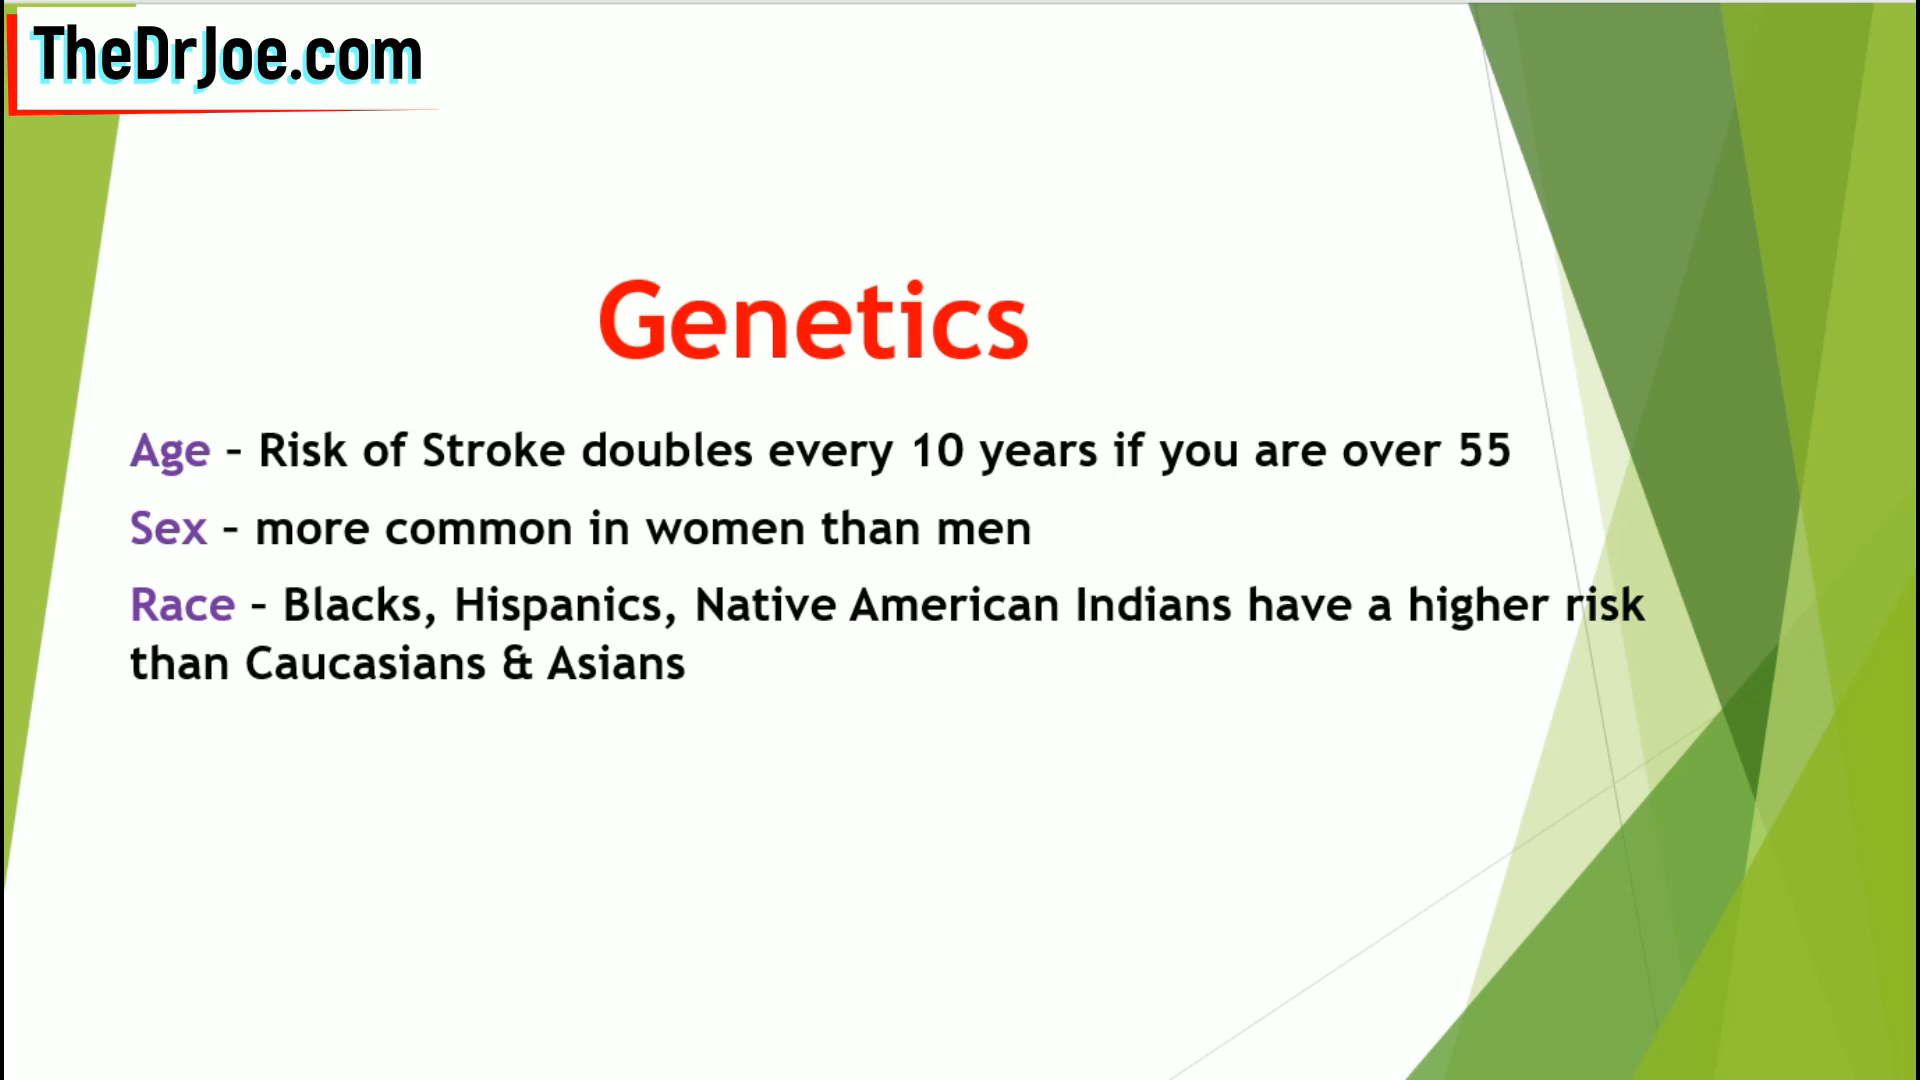 TheDrJoe.com
Genetics
Age - Risk of Stroke doubles every 10 years if you are over 55
Sex - more common in women than men
Race - Blacks, Hispanics, Native American Indians have a higher risk
than Caucasians & Asians